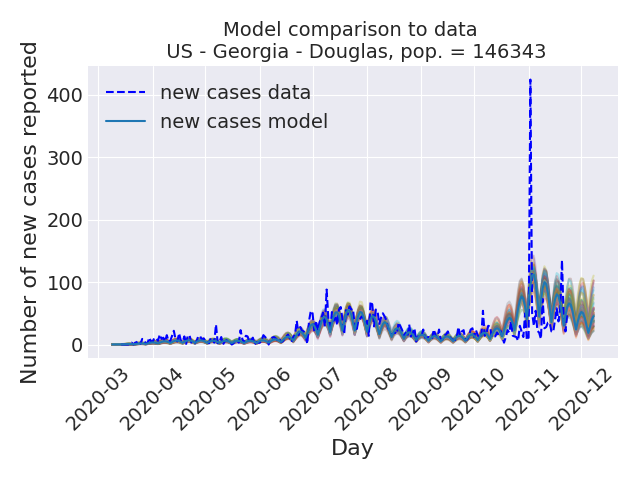 Model comparison to data
US - Georgia - Douglas, pop. = 146343
Number of new cases reported
400
300
200
100
0
new cases data
new cases model
2020-03
2020-04
2020-05
2020-06
2020-07
2020-08
2020-09
2020-10
2020-11
2020-12
Day